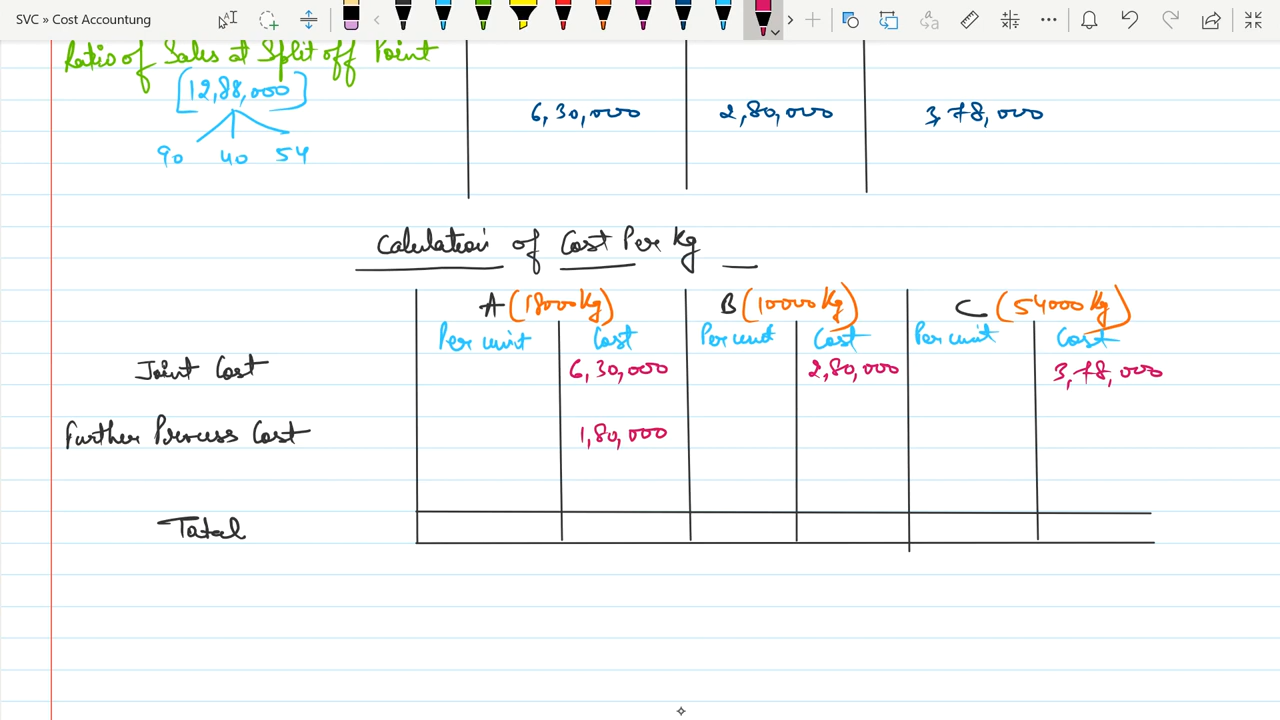 SVC » Cost Accountung
Ratio of Sales at Split off Point
[12,88,000]
6,30,000 2,80,000 3,78,000
90 40 54
Calculation of Cost Per Kg
A (18000 Kg) B (10000 Kg) C (54000 Kg)
Per unit Cost Per unit Cost Per unit Cost
Joint Cost 6,30,000 2,80,000 3,78,000
Further Process Cost 1,80,000
Total